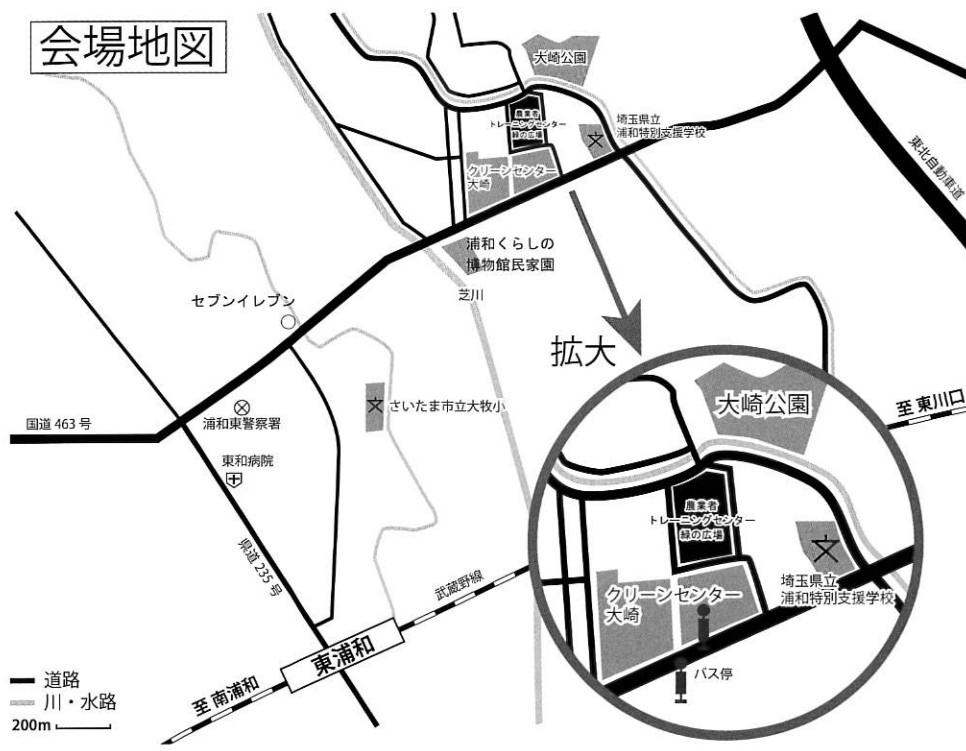 会場地図
大崎公園
農業者
トレーニングセンター
緑の広場
埼玉県立
浦和特別支援学校
クリーンセンター
大崎
東北自動車道
浦和くらしの
博物館民家園
芝川
セブンイレブン
拡大
さいたま市立大牧小
国道 463 号
浦和東警察署
東和病院
県道 235 号
武蔵野線
至 東川口
東浦和
至 南浦和
大崎公園
農業者
トレーニングセンター
緑の広場
埼玉県立
浦和特別支援学校
クリーンセンター
大崎
バス停
道路
川・水路
200m